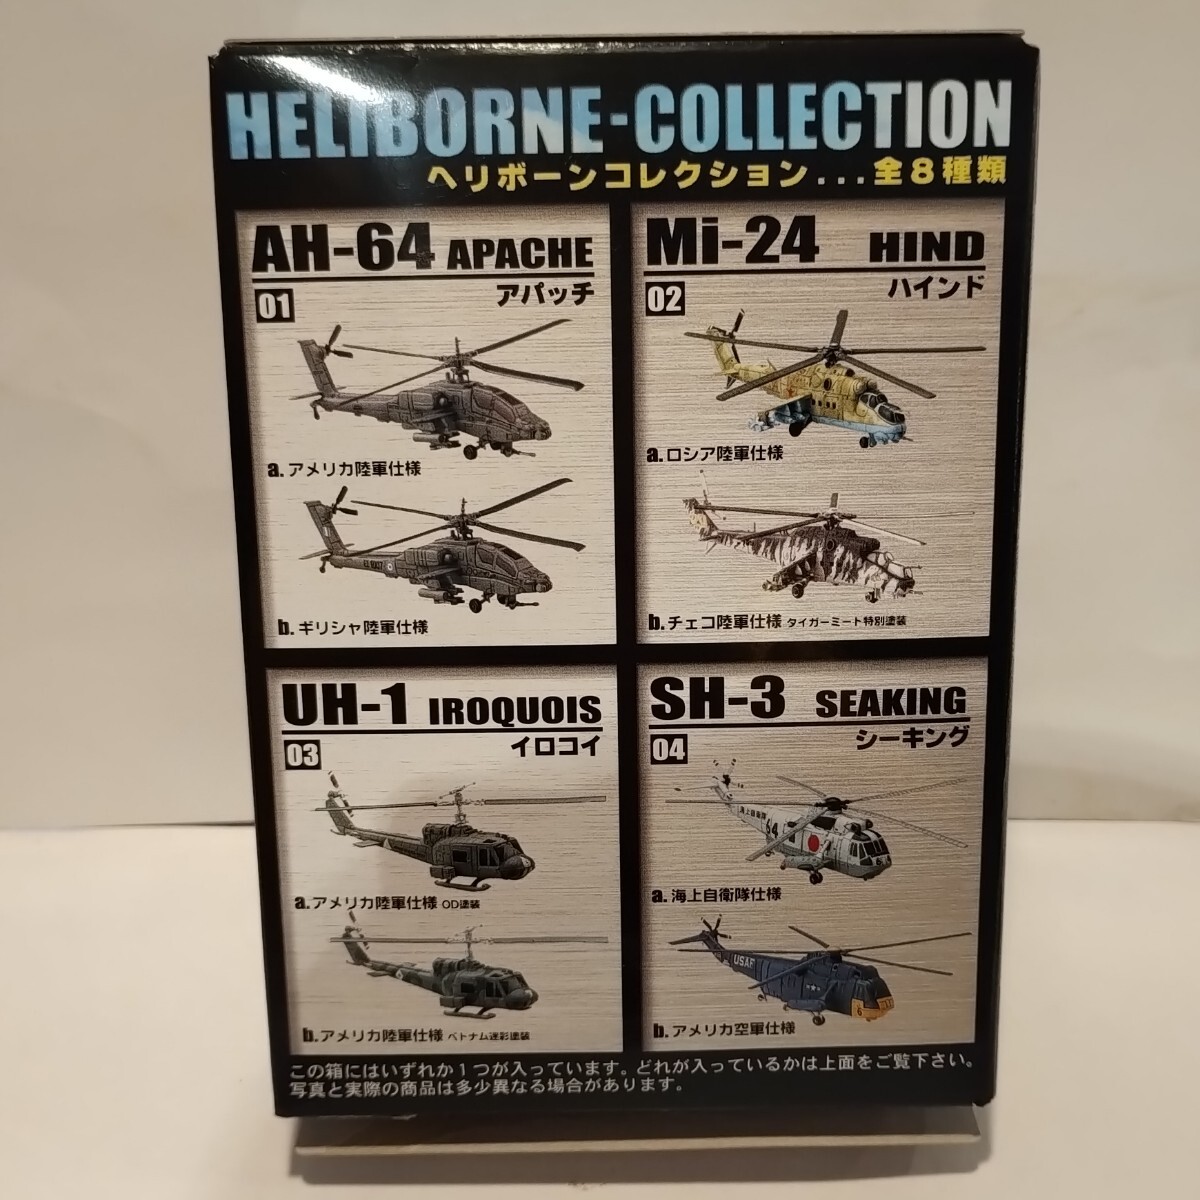 HELIBORNE-COLLECTION
ヘリボーンコレクション...全8種類
AH-64 APACHE
01
アパッチ
a.アメリカ陸軍仕様
b.ギリシャ陸軍仕様
Mi-24 HIND
02
ハインド
a.ロシア陸軍仕様
b.チェコ陸軍仕様 タイガーミート特別塗装
UH-1 IROQUOIS
03
イロコイ
a.アメリカ陸軍仕様 OD塗装
b.アメリカ陸軍仕様 ベトナム迷彩塗装
SH-3 SEAKING
04
シーキング
海上自衛隊
64
a.海上自衛隊仕様
USAF
b.アメリカ空軍仕様
この箱にはいずれか1つが入っています。どれが入っているかは上面をご覧下さい。
写真と実際の商品は多少異なる場合があります。